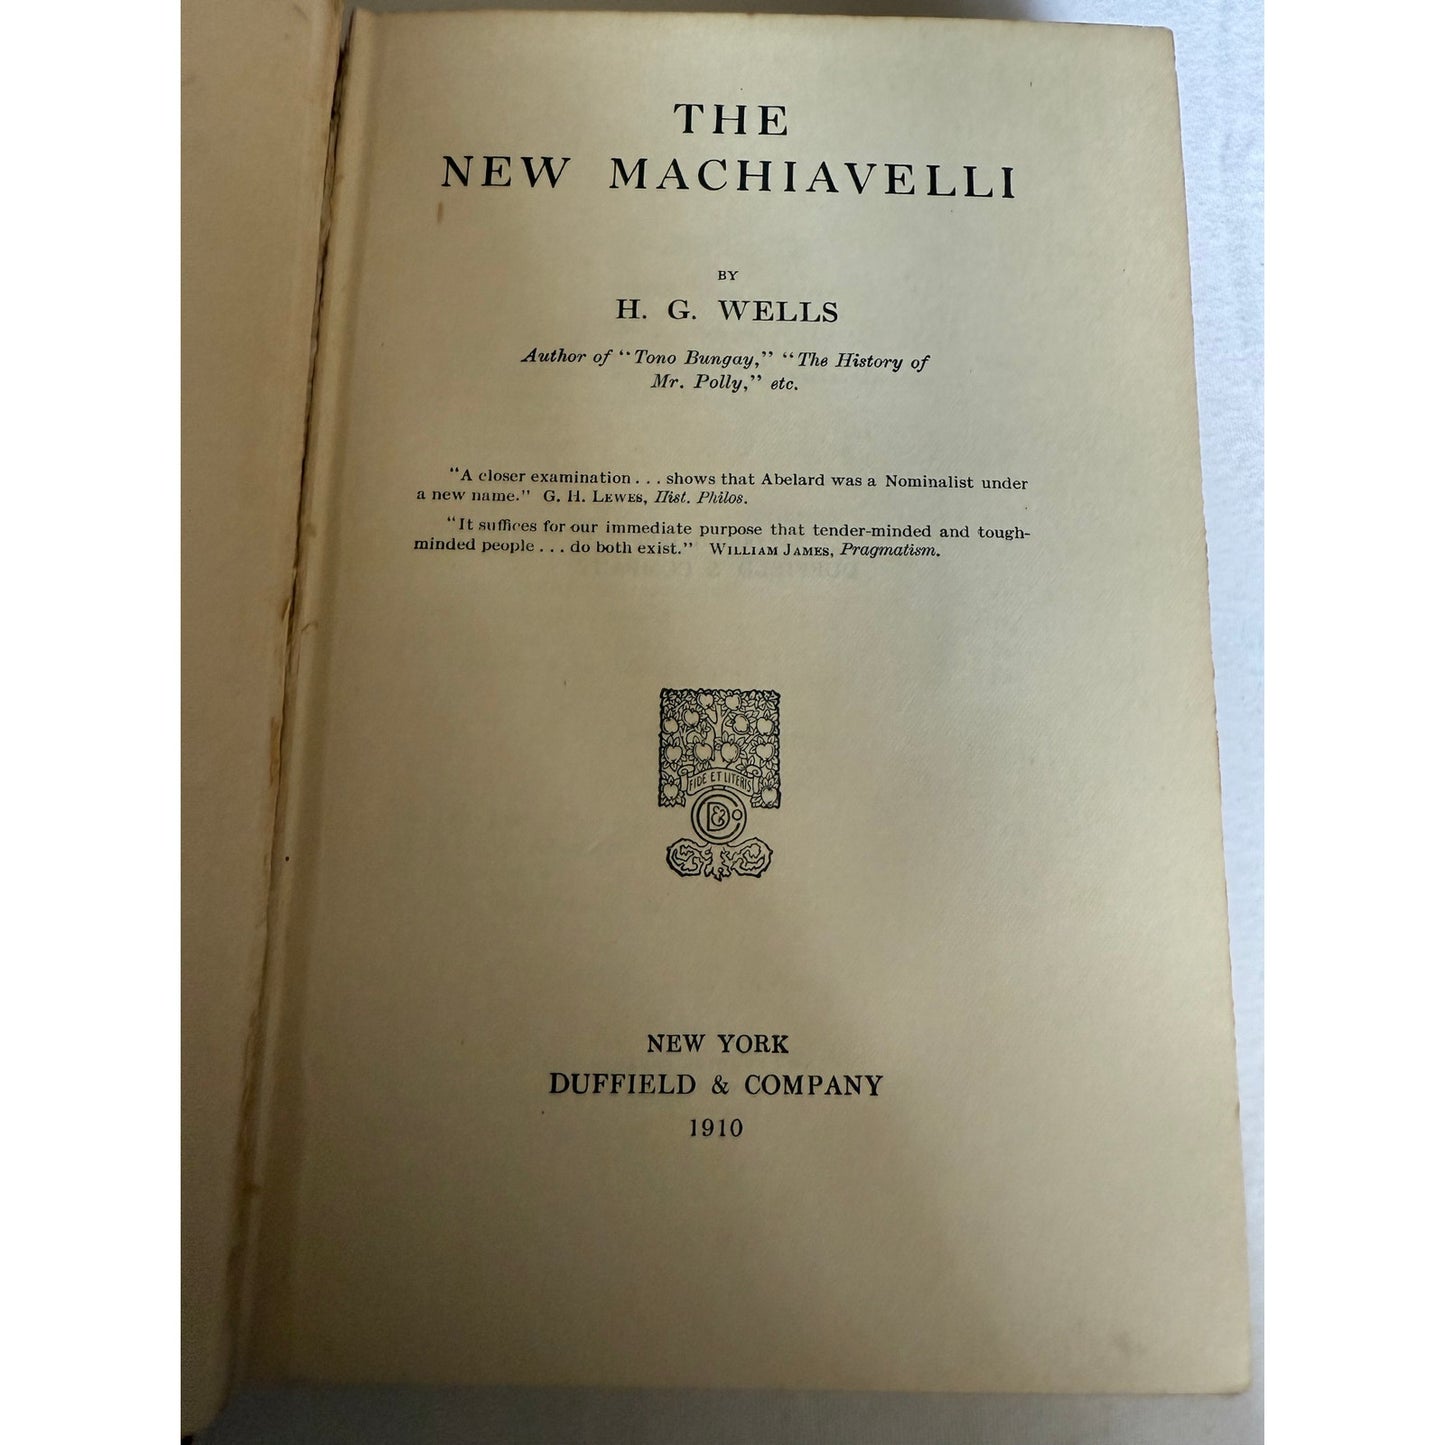 THE
NEW MACHIAVELLI
BY
H. G. WELLS
Author of "Tono Bungay," "The History of
Mr. Polly," etc.
"A closer examination . . . shows that Abelard was a Nominalist under
a new name." G. H. LEWES, Hist. Philos.
"It suffices for our immediate purpose that tender-minded and tough-
minded people . . . do both exist." WILLIAM JAMES, Pragmatism.
FIDE ET LITERIS
D & Co
NEW YORK
DUFFIELD & COMPANY
1910